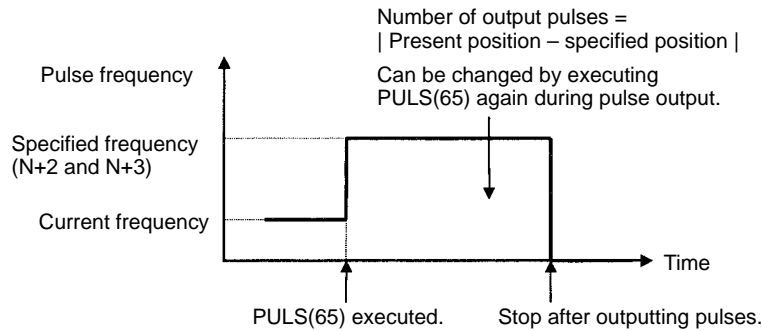 Number of output pulses =
| Present position – specified position |
Pulse frequency
Can be changed by executing
PULS(65) again during pulse output.
Specified frequency
(N+2 and N+3)
Current frequency
Time
PULS(65) executed.
Stop after outputting pulses.